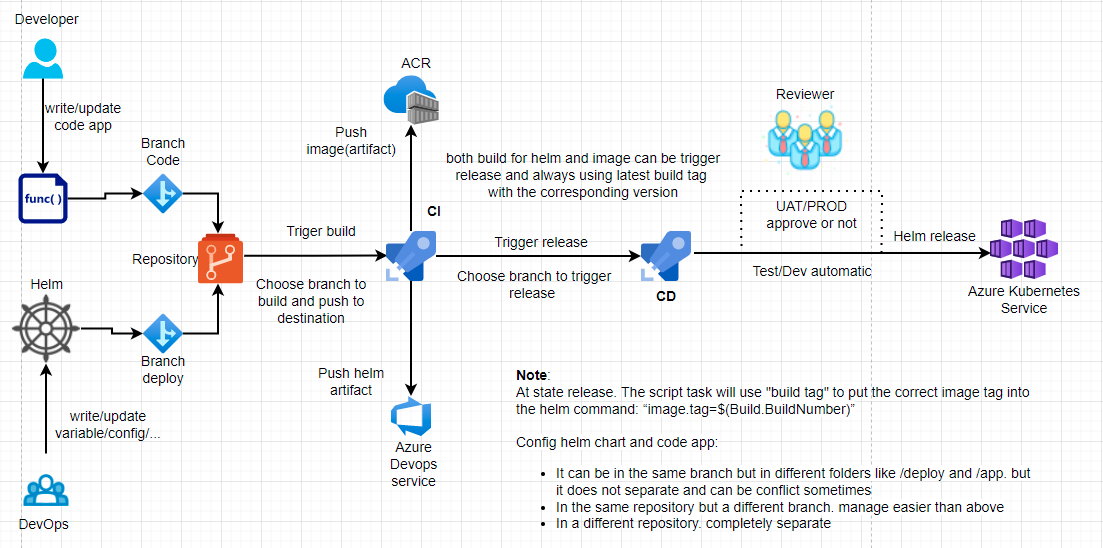 Developer
write/update
code app
func( )
Branch
Code
Repository
Helm
Branch
deploy
write/update
variable/config/...
DevOps
Triger build
Choose branch to
build and push to
destination
ACR
Push
image(artifact)
CI
Push helm
artifact
Azure
Devops
service
both build for helm and image can be trigger
release and always using latest build tag
with the corresponding version
Trigger release
Choose branch to trigger
release
CD
Reviewer
UAT/PROD
approve or not
Test/Dev automatic
Helm release
Azure Kubernetes
Service
Note:
At state release. The script task will use "build tag" to put the correct image tag into
the helm command: “image.tag=$(Build.BuildNumber)”
Config helm chart and code app:
• It can be in the same branch but in different folders like /deploy and /app. but
it does not separate and can be conflict sometimes
• In the same repository but a different branch. manage easier than above
• In a different repository. completely separate